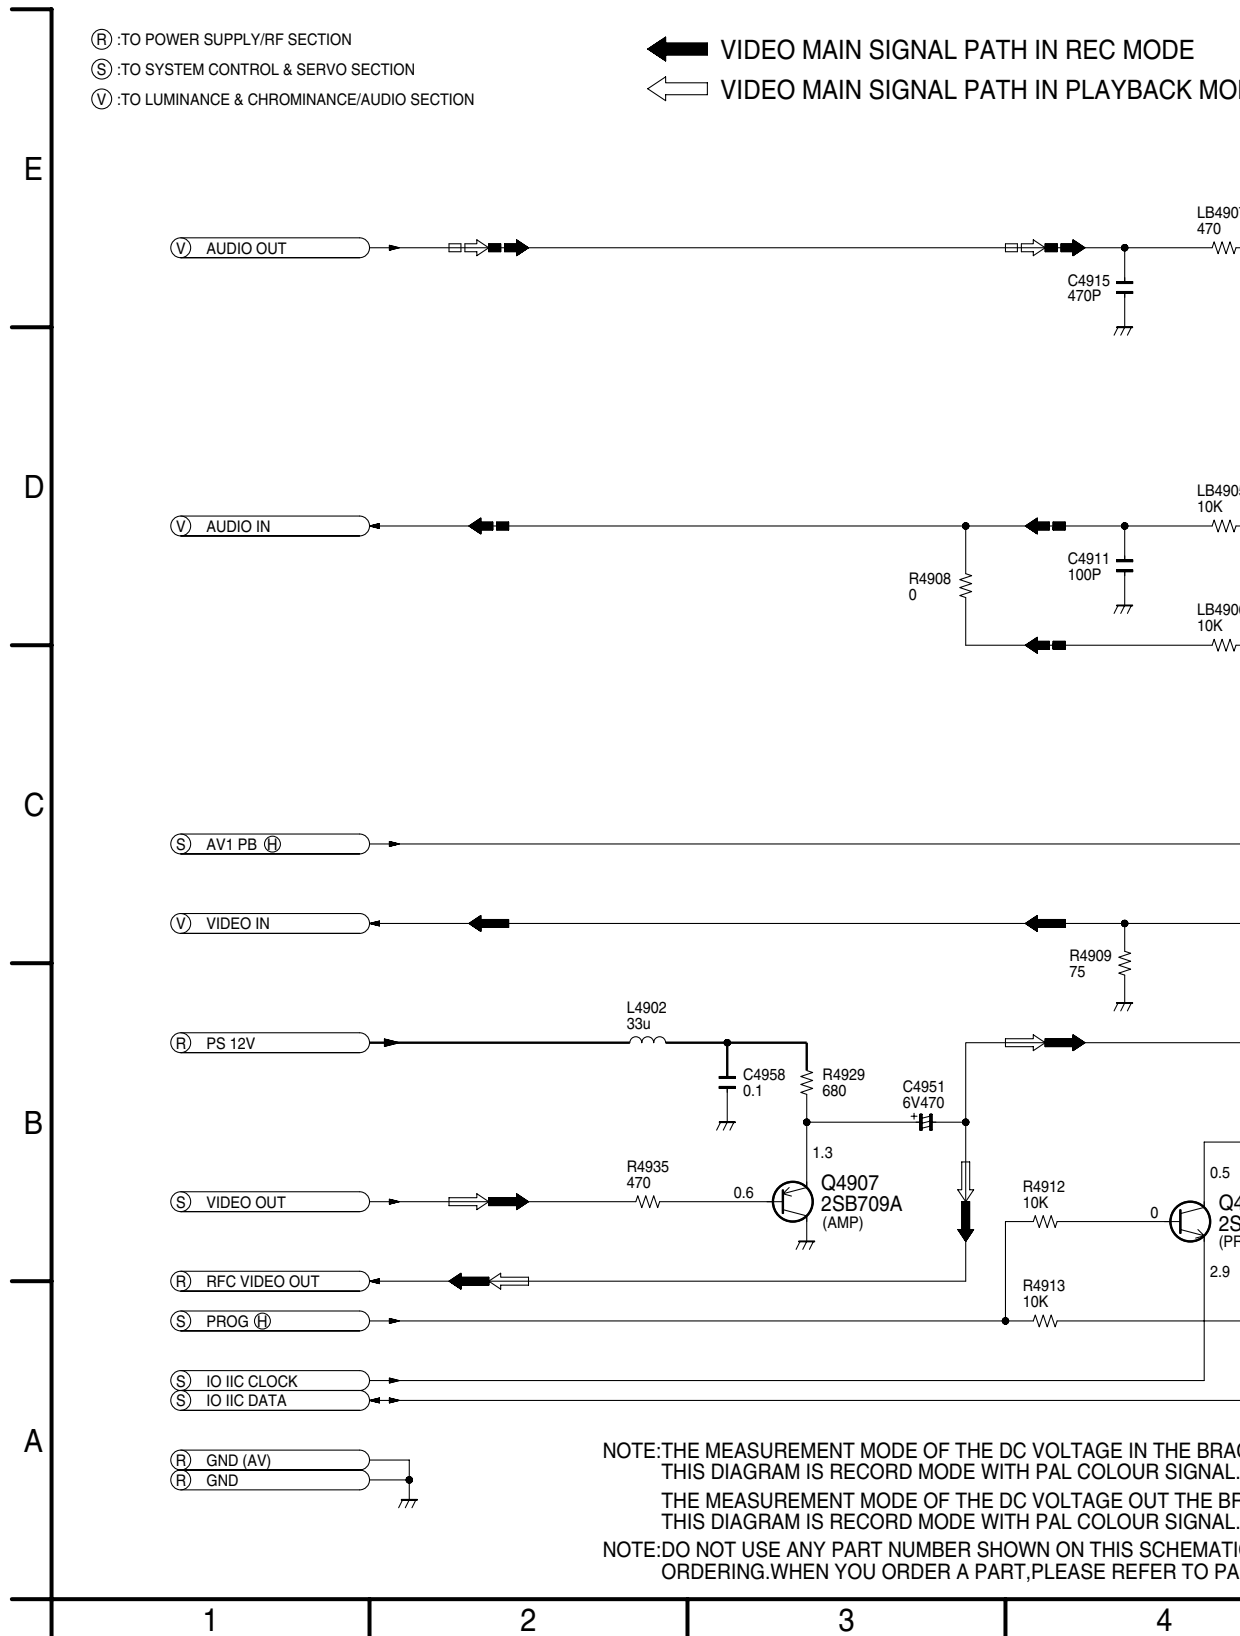 Ⓡ :TO POWER SUPPLY/RF SECTION
Ⓢ :TO SYSTEM CONTROL & SERVO SECTION
Ⓥ :TO LUMINANCE & CHROMINANCE/AUDIO SECTION
VIDEO MAIN SIGNAL PATH IN REC MODE
VIDEO MAIN SIGNAL PATH IN PLAYBACK
E
Ⓥ AUDIO OUT
LB4907
470
C4915
470P
D
Ⓥ AUDIO IN
LB4905
10K
C4911
100P
R4908
0
LB4906
10K
C
Ⓢ AV1 PB Ⓗ
Ⓥ VIDEO IN
R4909
75
L4902
33u
Ⓡ PS 12V
C4958
0.1
R4929
680
C4951
6V470
+
B
1.3
R4935
470
Ⓢ VIDEO OUT
0.6
Q4907
2SB709A
(AMP)
R4912
10K
0
0.5
2.9
Ⓡ RFC VIDEO OUT
R4913
10K
Ⓢ PROG Ⓗ
Ⓢ IO IIC CLOCK
Ⓢ IO IIC DATA
A
Ⓡ GND (AV)
Ⓡ GND
NOTE:THE MEASUREMENT MODE OF THE DC VOLTAGE IN THE
THIS DIAGRAM IS RECORD MODE WITH PAL COLOUR SIGNAL.
THE MEASUREMENT MODE OF THE DC VOLTAGE OUT THE
THIS DIAGRAM IS RECORD MODE WITH PAL COLOUR SIGNAL.
NOTE:DO NOT USE ANY PART NUMBER SHOWN ON THIS
ORDERING.WHEN YOU ORDER A PART,PLEASE REFER TO
1 2 3 4